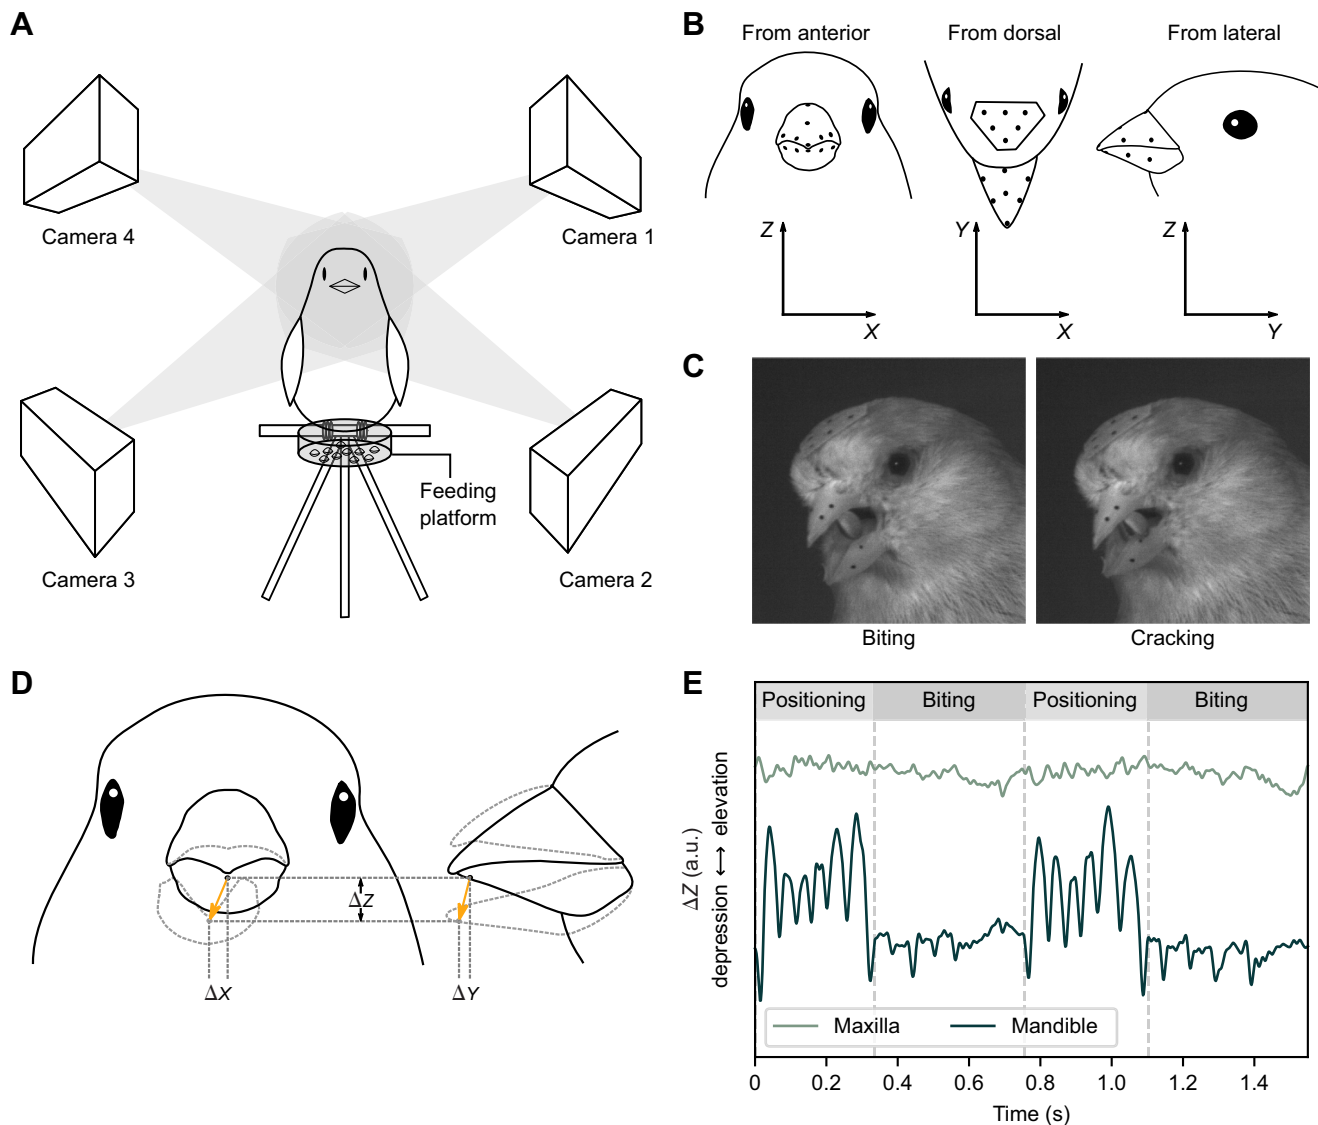 A
Camera 4
Camera 1
Camera 3
Camera 2
Feeding
platform
B
From anterior
From dorsal
From lateral
Z
X
Y
X
Z
Y
C
Biting
Cracking
D
ΔZ
ΔX
ΔY
E
Positioning
Biting
Positioning
Biting
ΔZ (a.u.)
depression ⟷ elevation
Maxilla
Mandible
0
0.2
0.4
0.6
0.8
1.0
1.2
1.4
Time (s)